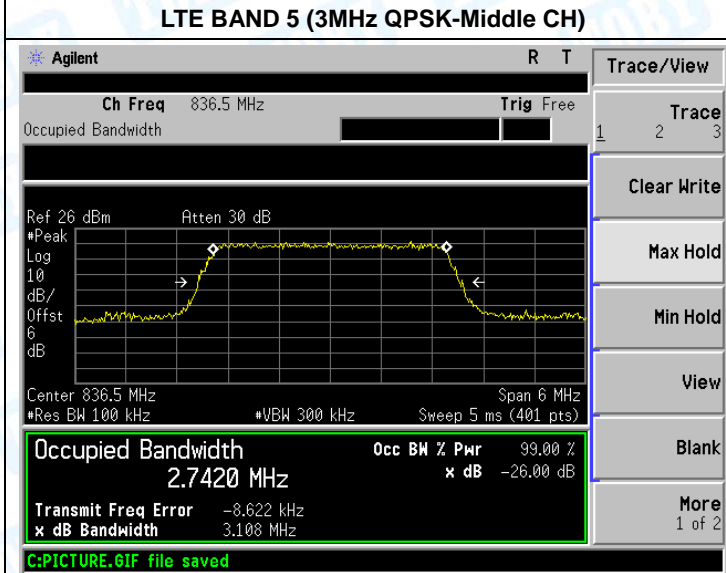 LTE BAND 5 (3MHz QPSK-Middle CH)
Agilent R T
Ch Freq 836.5 MHz Trig Free
Occupied Bandwidth
Ref 26 dBm Atten 30 dB
#Peak
Log
10
dB/
Offst
6
dB
Center 836.5 MHz Span 6 MHz
#Res BW 100 kHz #VBW 300 kHz Sweep 5 ms (401 pts)
Occupied Bandwidth Occ BW % Pwr 99.00 %
2.7420 MHz x dB -26.00 dB
Transmit Freq Error -8.622 kHz
x dB Bandwidth 3.108 MHz
C:PICTURE.GIF file saved
Trace/View
Trace
1 2 3
Clear Write
Max Hold
Min Hold
View
Blank
More
1 of 2